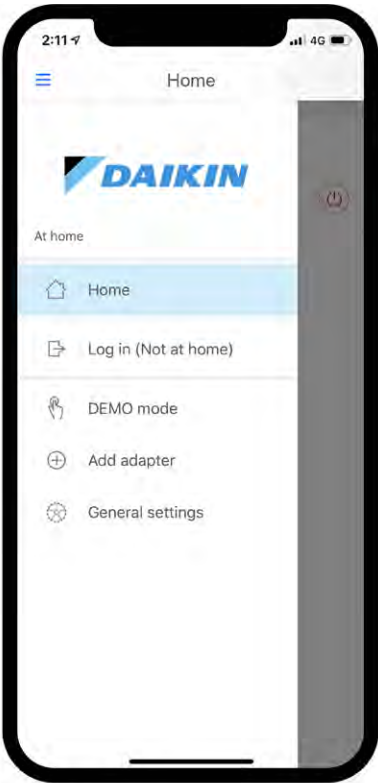 2:11
4G
Home
DAIKIN
At home
Home
Log in (Not at home)
DEMO mode
Add adapter
General settings